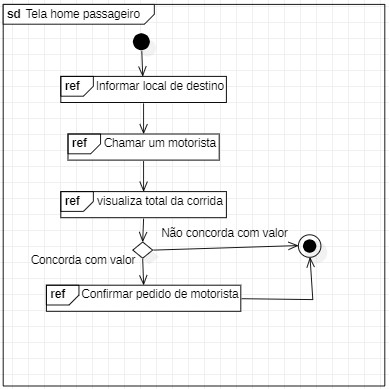 sd Tela home passageiro
ref Informar local de destino
ref Chamar um motorista
ref visualiza total da corrida
Não concorda com valor
Concorda com valor
ref Confirmar pedido de motorista